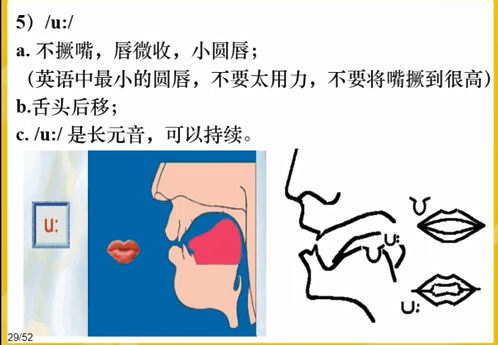 5）/u:/
a. 不撅嘴，唇微收，小圆唇；
（英语中最小的圆唇，不要太用力，不要将嘴撅到很高）
b.舌头后移；
c. /u:/ 是长元音，可以持续。
u:
ʊ
u:
ʊ
u:
29/52